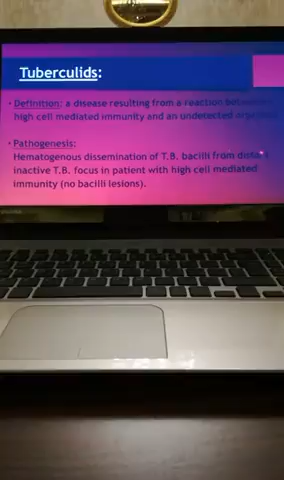 Tuberculids:
• Definition: a disease resulting from a reaction between
high cell mediated immunity and an undetected
• Pathogenesis:
Hematogenous dissemination of T.B. bacilli from
inactive T.B. focus in patient with high cell mediated
immunity (no bacilli lesions).